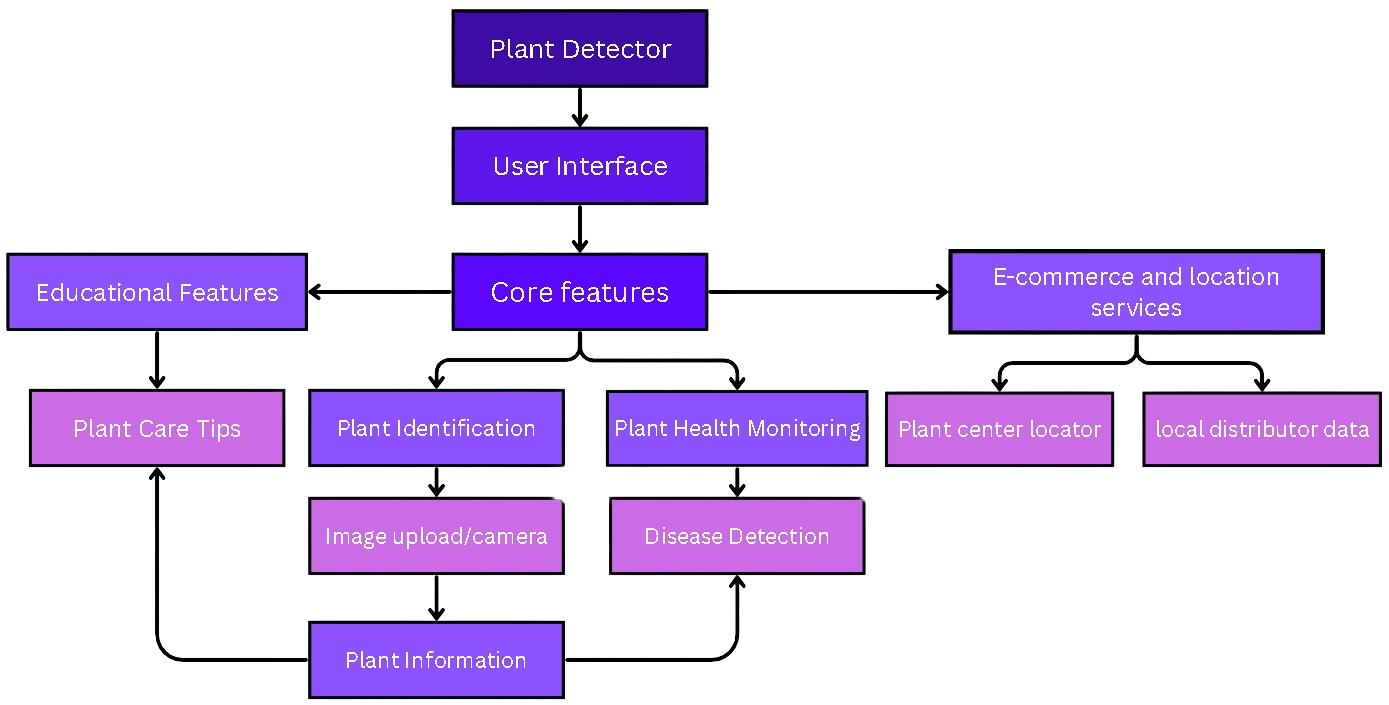 Plant Detector
User Interface
Educational Features
Core features
E-commerce and location
services
Plant Care Tips
Plant Identification
Plant Health Monitoring
Plant center locator
local distributor data
Image upload/camera
Disease Detection
Plant Information